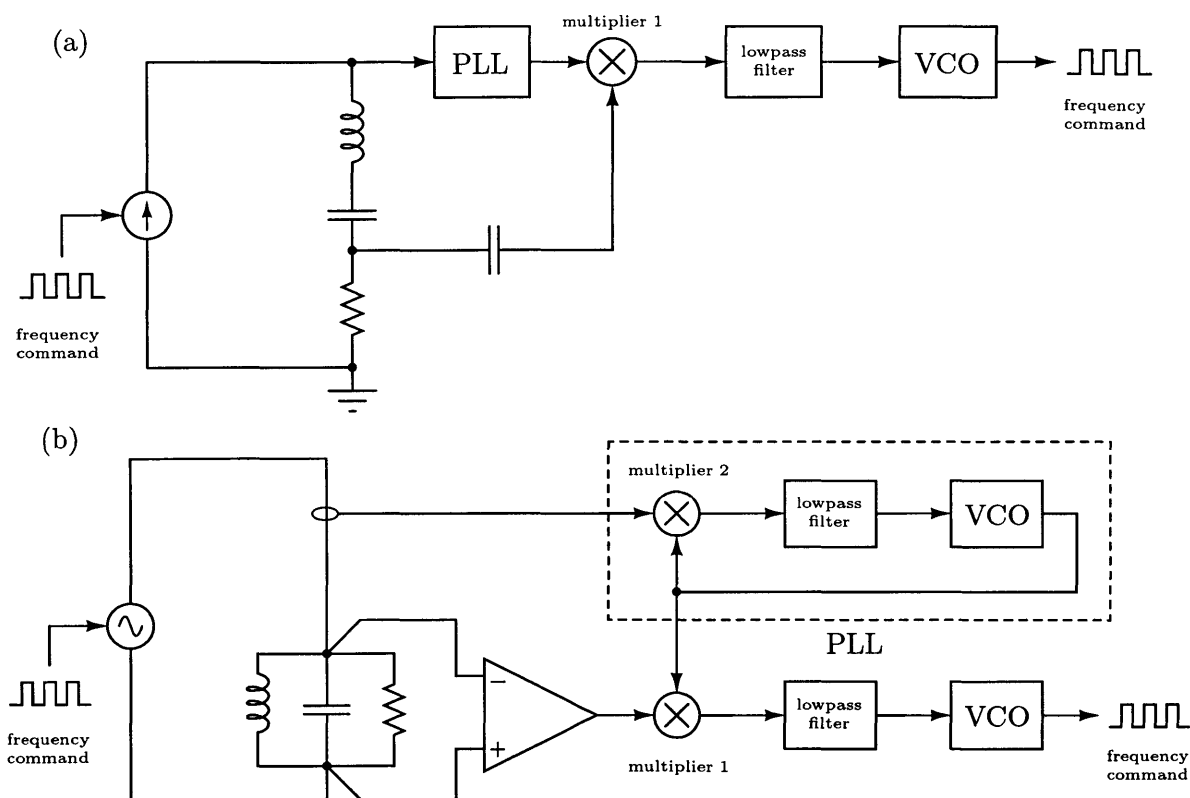 (a)
multiplier 1
PLL
lowpass
filter
VCO
frequency
command
frequency
command
(b)
multiplier 2
lowpass
filter
VCO
PLL
−
+
lowpass
filter
VCO
multiplier 1
frequency
command
frequency
command